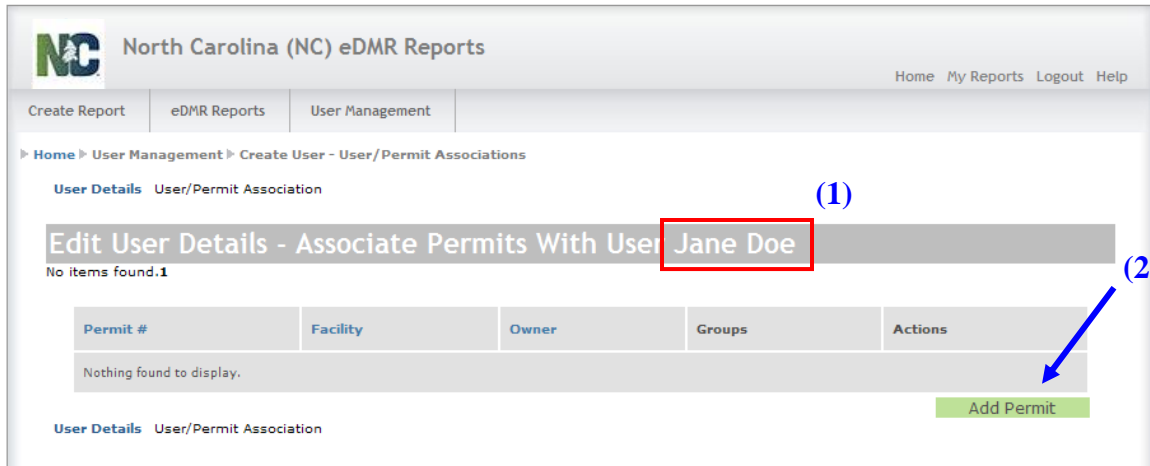 NC North Carolina (NC) eDMR Reports
Home My Reports Logout Help
Create Report eDMR Reports User Management
Home User Management Create User - User/Permit Associations
User Details User/Permit Association
(1)
Edit User Details - Associate Permits With User Jane Doe
No items found.1
(2
Permit # Facility Owner Groups Actions
Nothing found to display.
Add Permit
User Details User/Permit Association